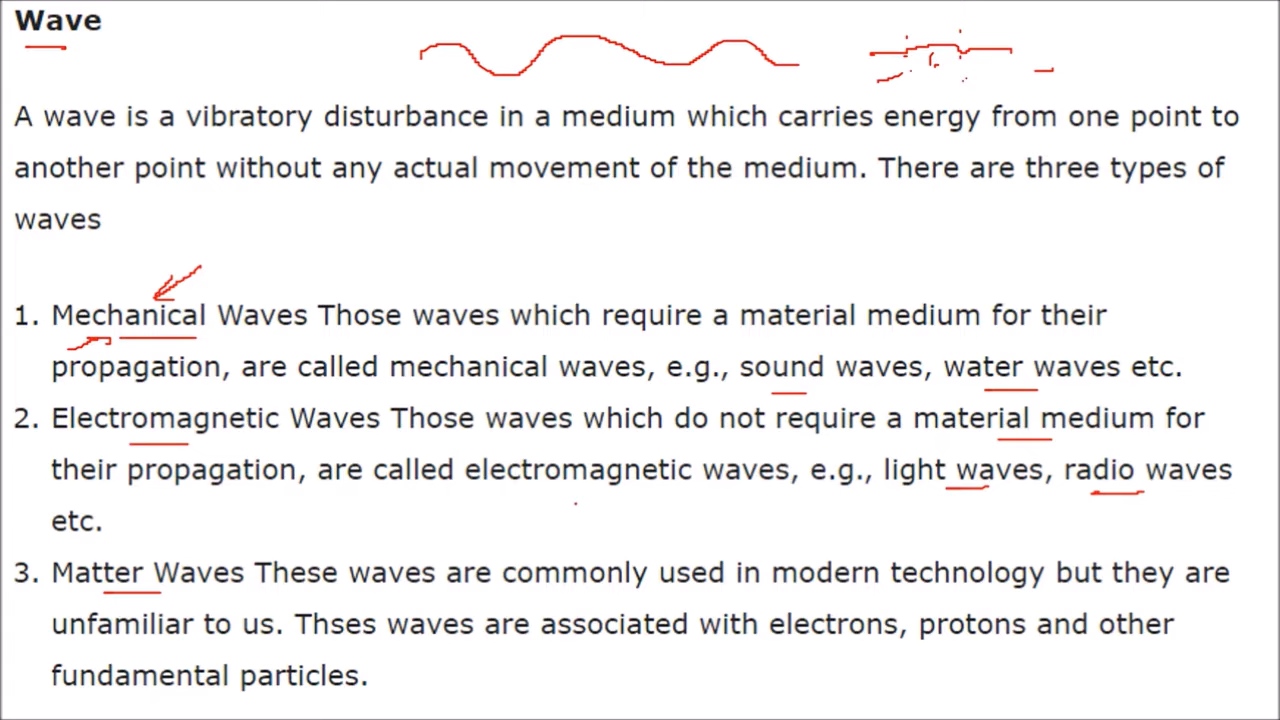 Wave
A wave is a vibratory disturbance in a medium which carries energy from one point to
another point without any actual movement of the medium. There are three types of
waves
1. Mechanical Waves Those waves which require a material medium for their
propagation, are called mechanical waves, e.g., sound waves, water waves etc.
2. Electromagnetic Waves Those waves which do not require a material medium for
their propagation, are called electromagnetic waves, e.g., light waves, radio waves
etc.
3. Matter Waves These waves are commonly used in modern technology but they are
unfamiliar to us. Thses waves are associated with electrons, protons and other
fundamental particles.